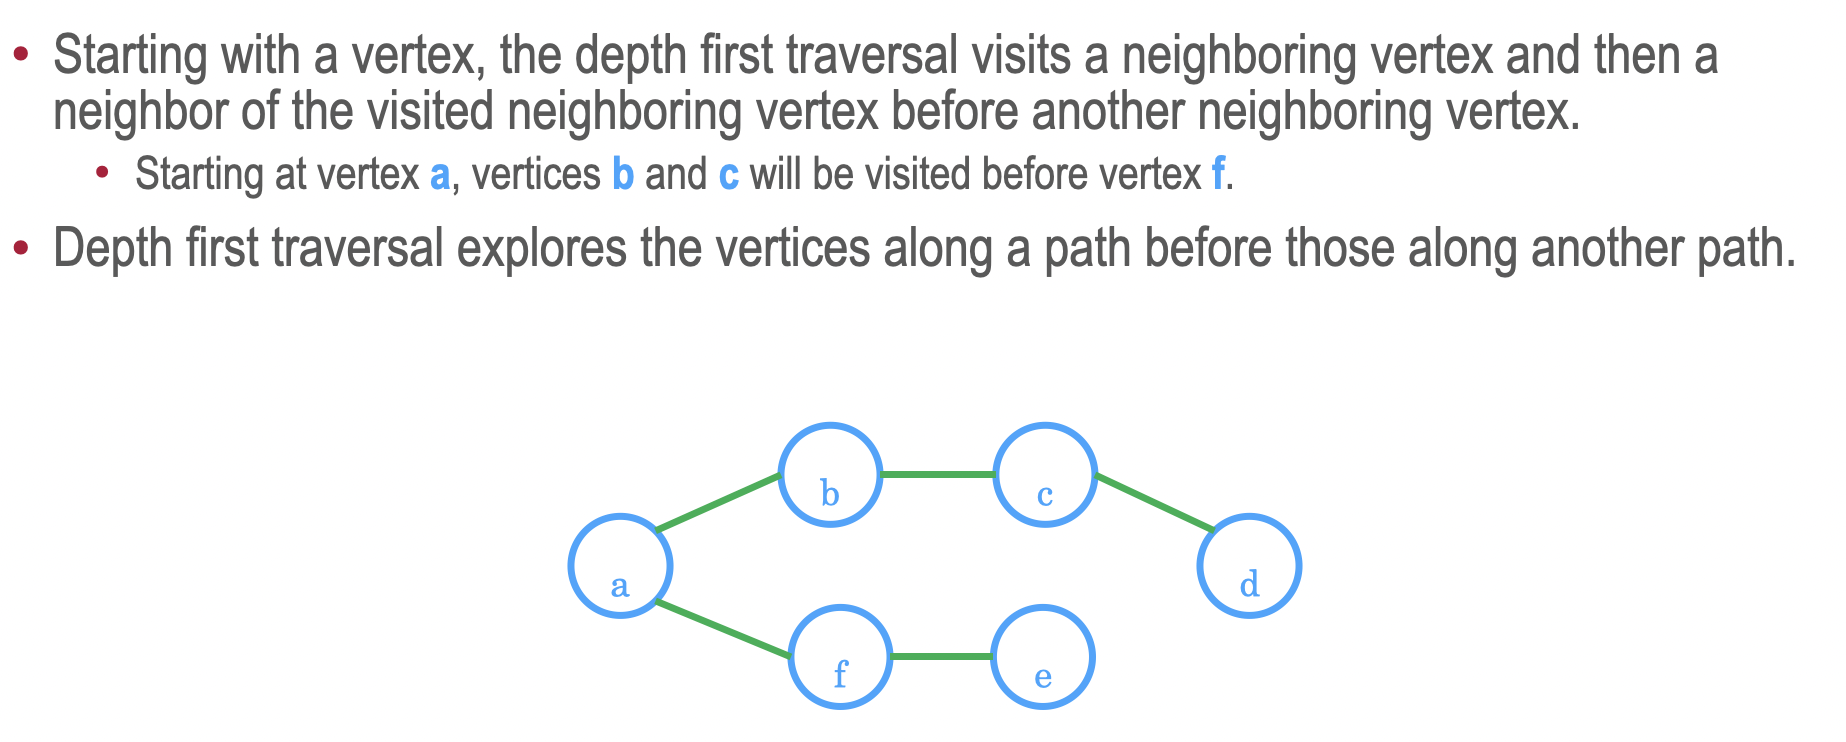 • Starting with a vertex, the depth first traversal visits a neighboring vertex and then a
neighbor of the visited neighboring vertex before another neighboring vertex.
• Starting at vertex a, vertices b and c will be visited before vertex f.
• Depth first traversal explores the vertices along a path before those along another path.
b
c
a
d
f
e